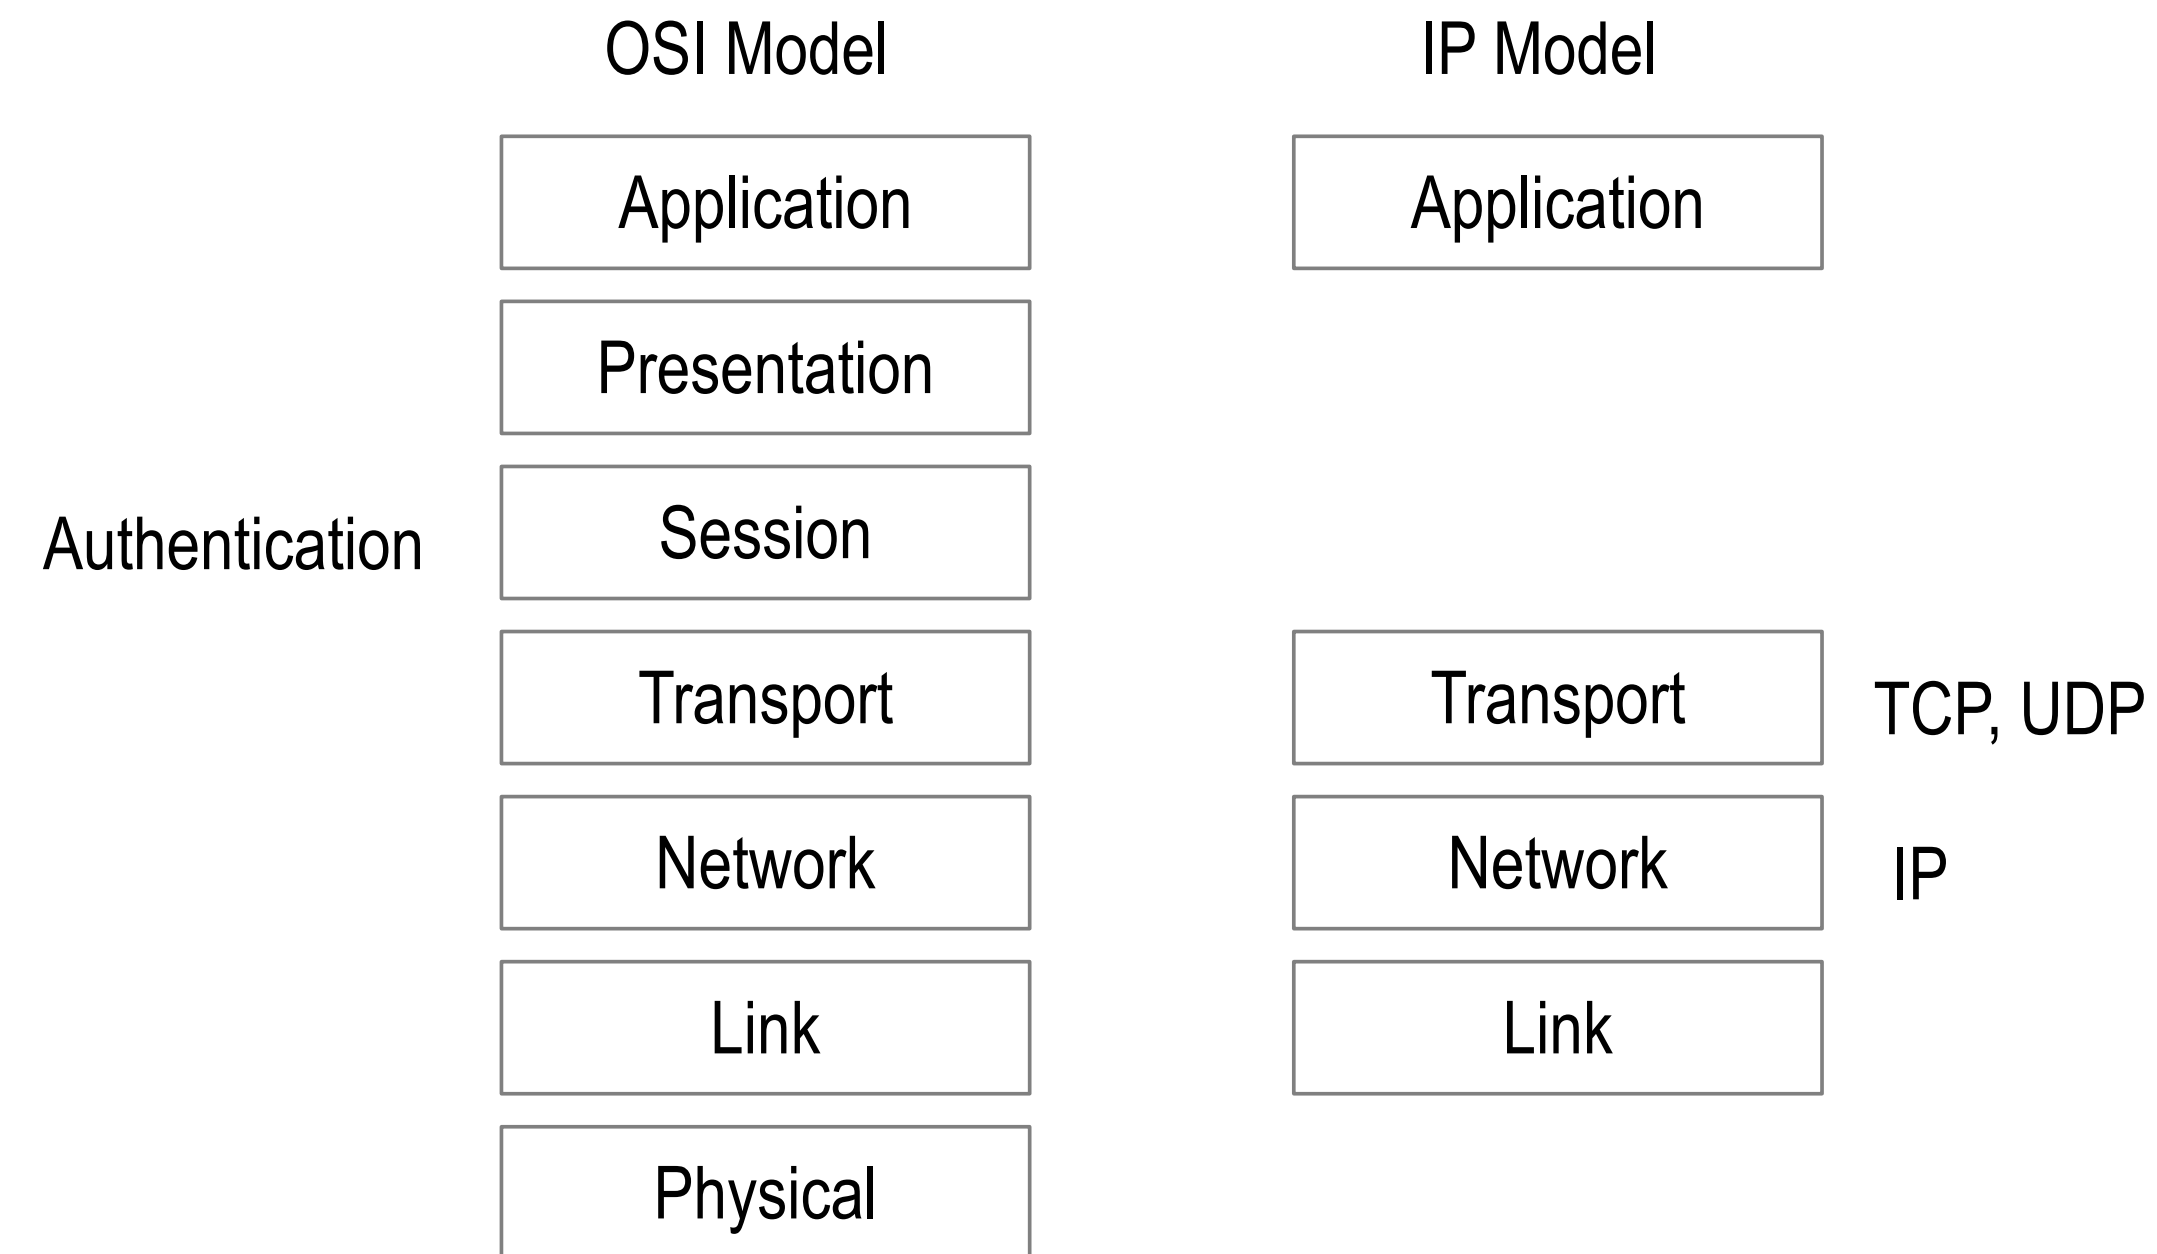 OSI Model IP Model
Application Application
Presentation
Authentication Session
Transport Transport TCP, UDP
Network Network IP
Link Link
Physical